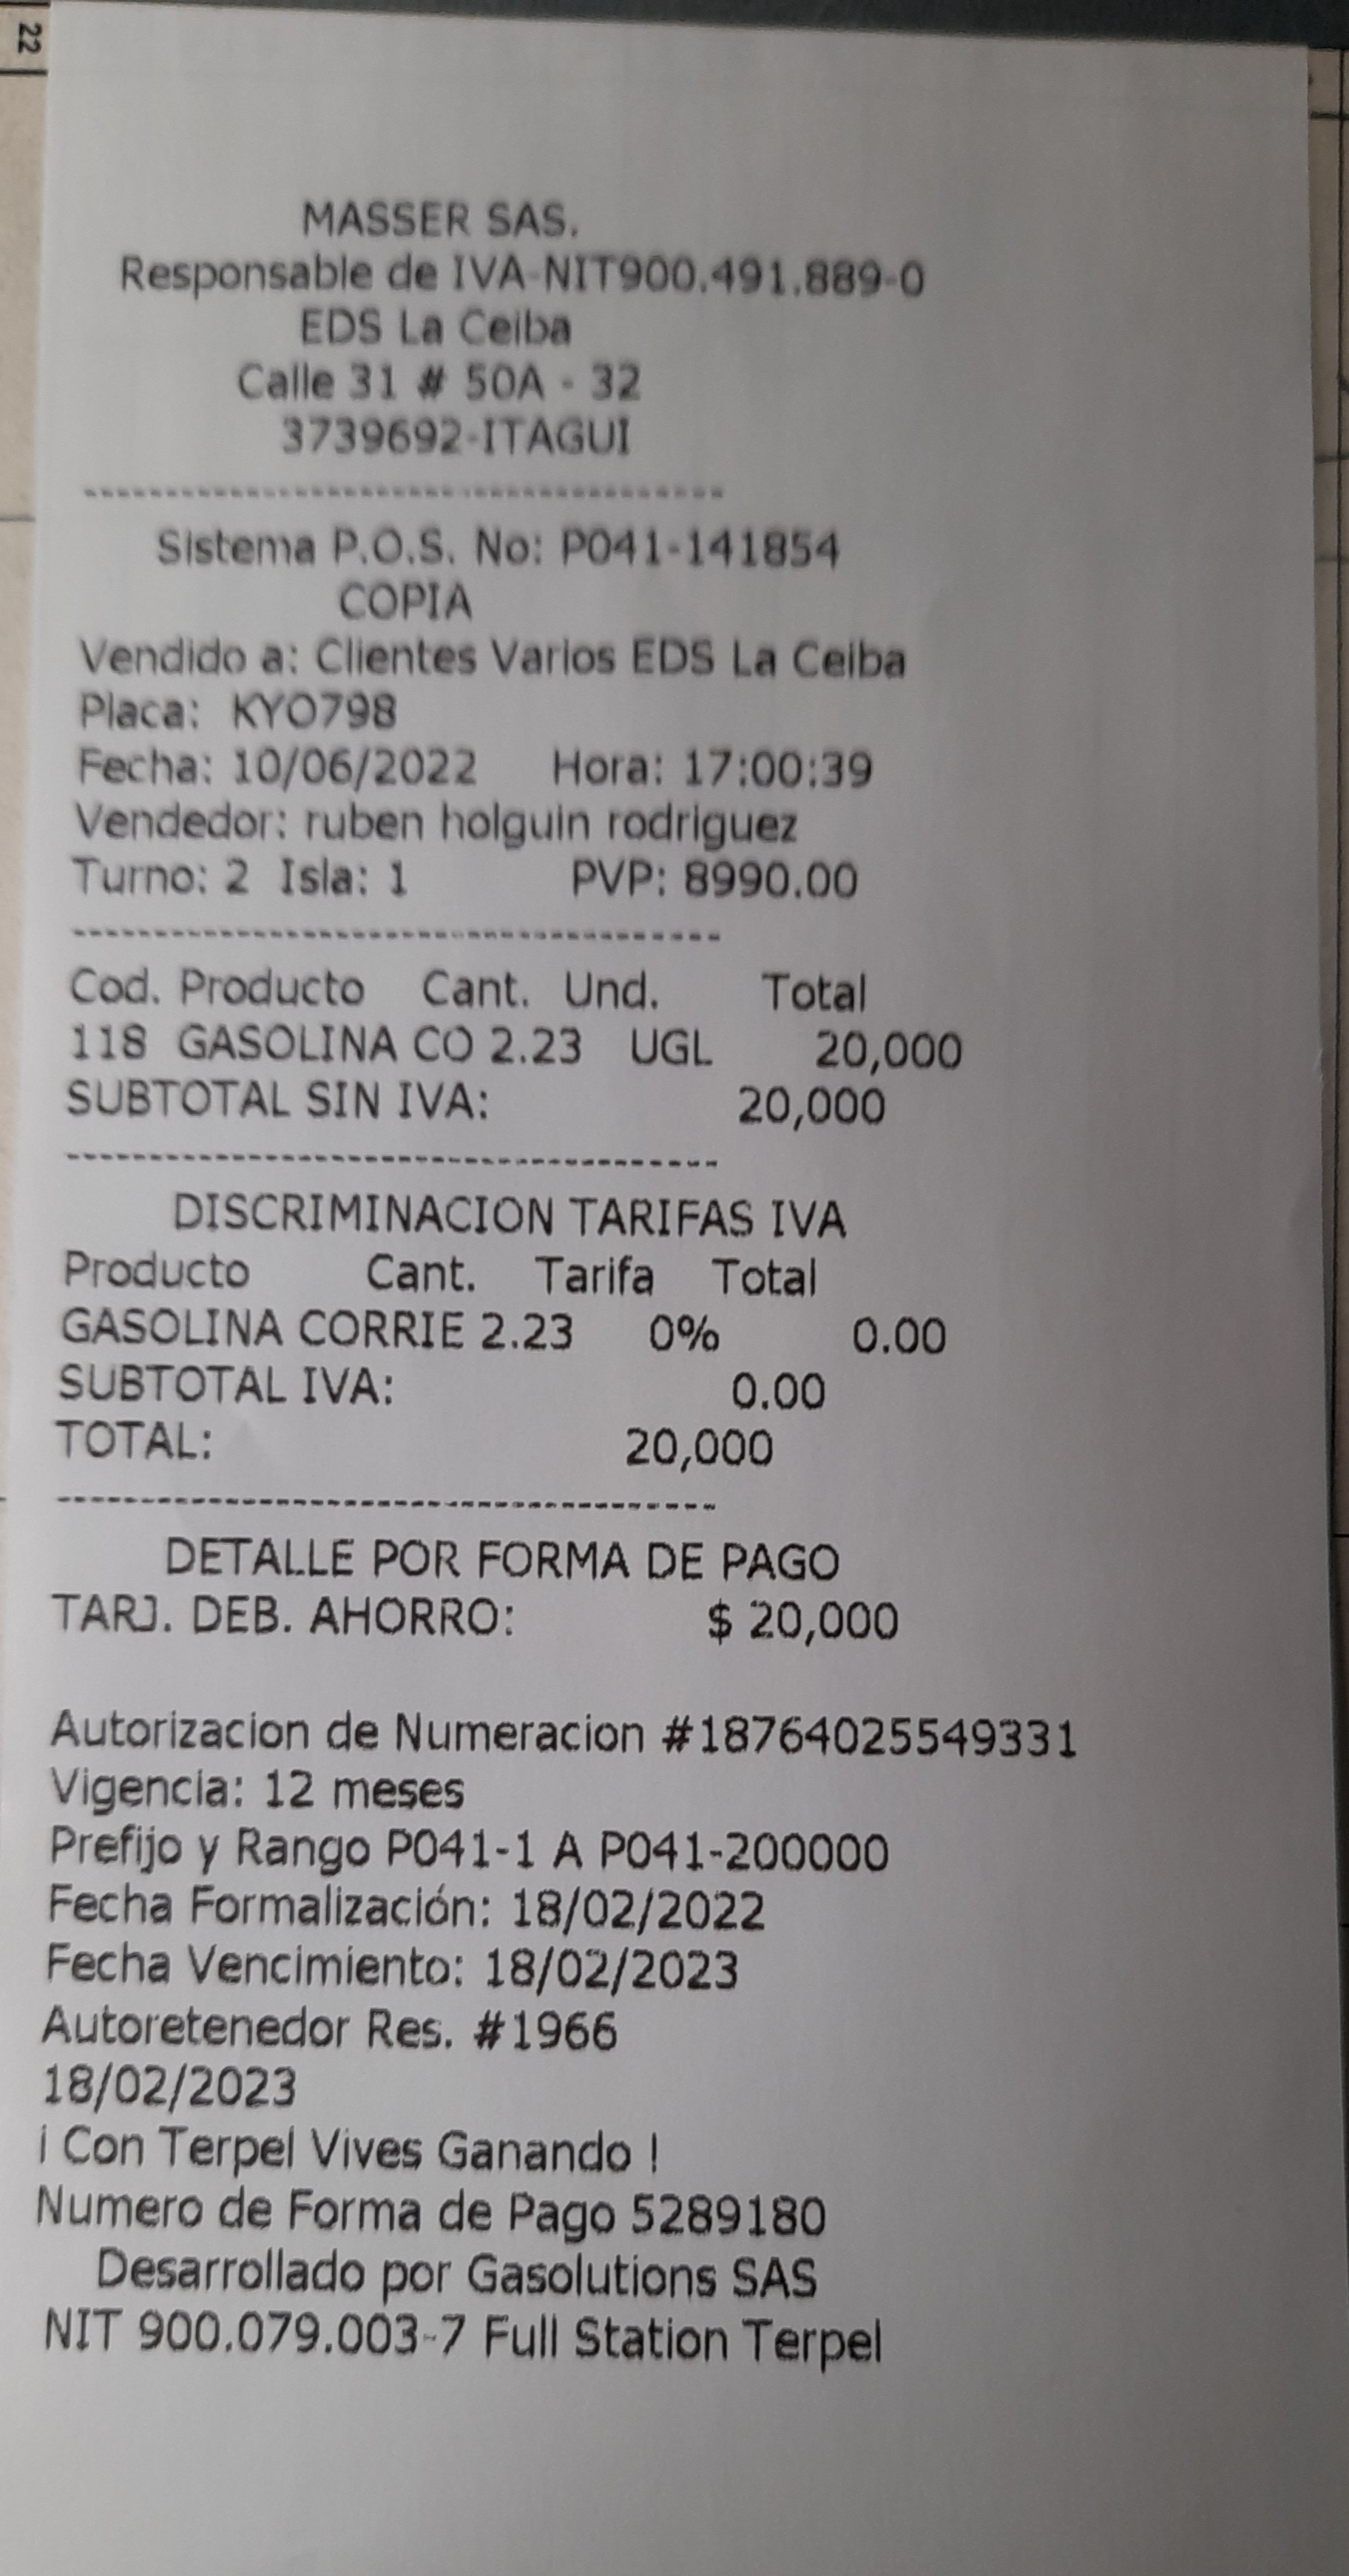 22
MASSER SAS.
Responsable de IVA-NIT900.491.889-0
EDS La Ceiba
Calle 31 # 50A - 32
3739692-ITAGUI
----------------------------------------
Sistema P.O.S. No: P041-141854
COPIA
Vendido a: Clientes Varios EDS La Ceiba
Placa: KYO798
Fecha: 10/06/2022 Hora: 17:00:39
Vendedor: ruben holguin rodriguez
Turno: 2 Isla: 1 PVP: 8990.00
----------------------------------------
Cod. Producto Cant. Und. Total
118 GASOLINA CO 2.23 UGL 20,000
SUBTOTAL SIN IVA: 20,000
----------------------------------------
DISCRIMINACION TARIFAS IVA
Producto Cant. Tarifa Total
GASOLINA CORRIE 2.23 0% 0.00
SUBTOTAL IVA: 0.00
TOTAL: 20,000
----------------------------------------
DETALLE POR FORMA DE PAGO
TARJ. DEB. AHORRO: $ 20,000
Autorizacion de Numeracion #18764025549331
Vigencia: 12 meses
Prefijo y Rango P041-1 A P041-200000
Fecha Formalización: 18/02/2022
Fecha Vencimiento: 18/02/2023
Autoretenedor Res. #1966
18/02/2023
¡ Con Terpel Vives Ganando !
Numero de Forma de Pago 5289180
Desarrollado por Gasolutions SAS
NIT 900.079.003-7 Full Station Terpel